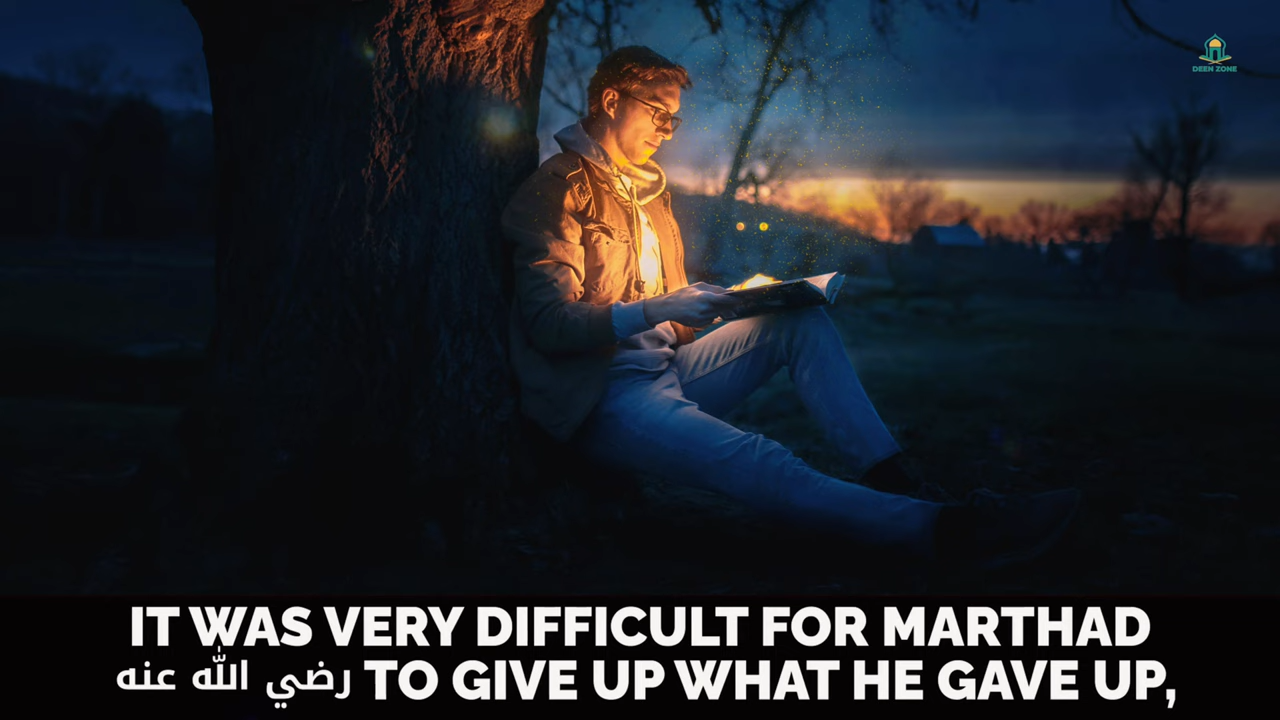 DEEN ZONE
IT WAS VERY DIFFICULT FOR MARTHAD
رضي الله عنه TO GIVE UP WHAT HE GAVE UP,